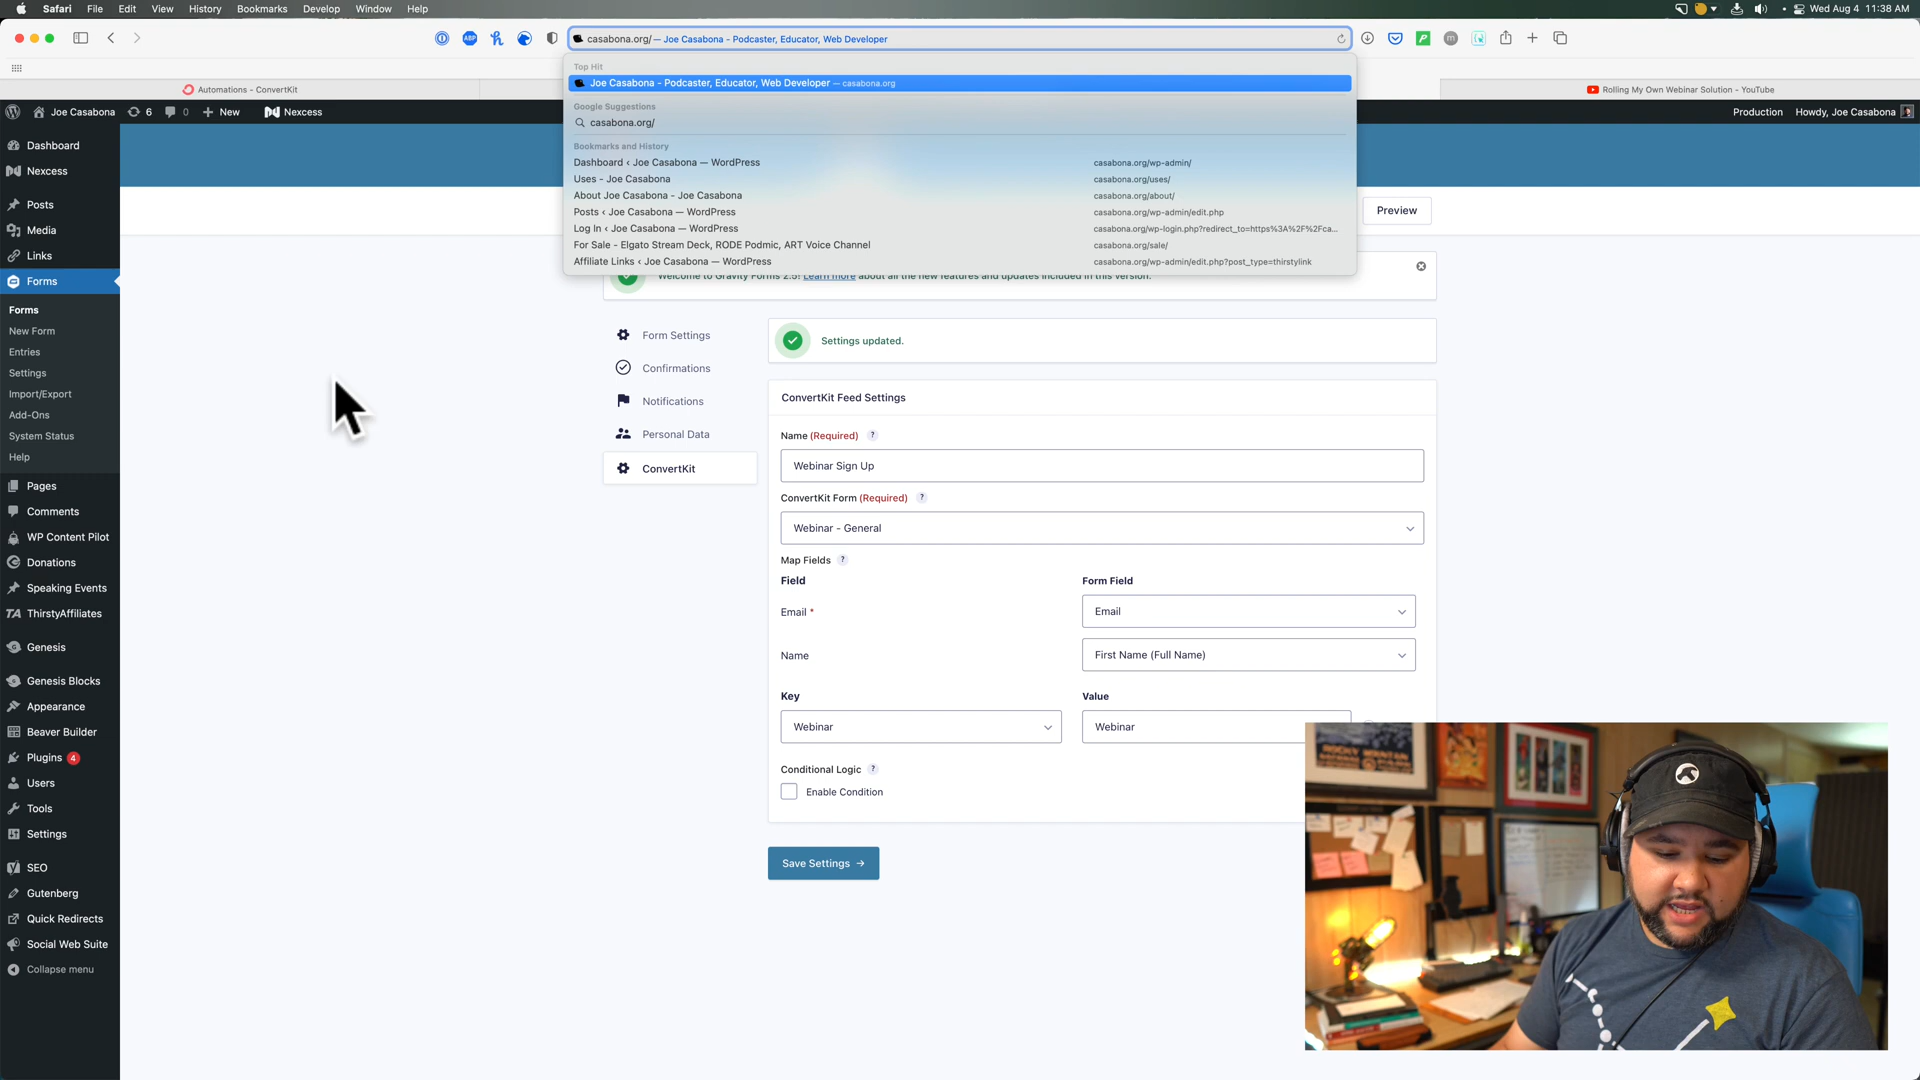 Safari File Edit View History Bookmarks Develop Window Help
Wed Aug 4 11:38 AM
casabona.org/ — Joe Casabona - Podcaster, Educator, Web Developer
Top Hit
Joe Casabona - Podcaster, Educator, Web Developer — casabona.org
Google Suggestions
casabona.org/
Bookmarks and History
Dashboard ‹ Joe Casabona — WordPress casabona.org/wp-admin/
Uses - Joe Casabona casabona.org/uses/
About Joe Casabona - Joe Casabona casabona.org/about/
Posts ‹ Joe Casabona — WordPress casabona.org/wp-admin/edit.php
Log In ‹ Joe Casabona — WordPress casabona.org/wp-login.php?redirect_to=https%3A%2F%2Fca...
For Sale - Elgato Stream Deck, RODE Podmic, ART Voice Channel casabona.org/sale/
Affiliate Links ‹ Joe Casabona — WordPress casabona.org/wp-admin/edit.php?post_type=thirstylink
Automations - ConvertKit
Rolling My Own Webinar Solution - YouTube
Joe Casabona 6 0 New Nexcess
Production Howdy, Joe Casabona
Dashboard
Nexcess
Posts
Media
Links
Forms
Forms
New Form
Entries
Settings
Import/Export
Add-Ons
System Status
Help
Pages
Comments
WP Content Pilot
Donations
Speaking Events
TA ThirstyAffiliates
Genesis
Genesis Blocks
Appearance
Beaver Builder
Plugins 4
Users
Tools
Settings
SEO
Gutenberg
Quick Redirects
Social Web Suite
Collapse menu
Preview
Welcome to Gravity Forms 2.5! Learn more about all the new features and updates included in this version.
Form Settings
Confirmations
Notifications
Personal Data
ConvertKit
Settings updated.
ConvertKit Feed Settings
Name (Required) ?
Webinar Sign Up
ConvertKit Form (Required) ?
Webinar - General
Map Fields ?
Field Form Field
Email * Email
Name First Name (Full Name)
Key Value
Webinar Webinar
Conditional Logic ?
Enable Condition
Save Settings →